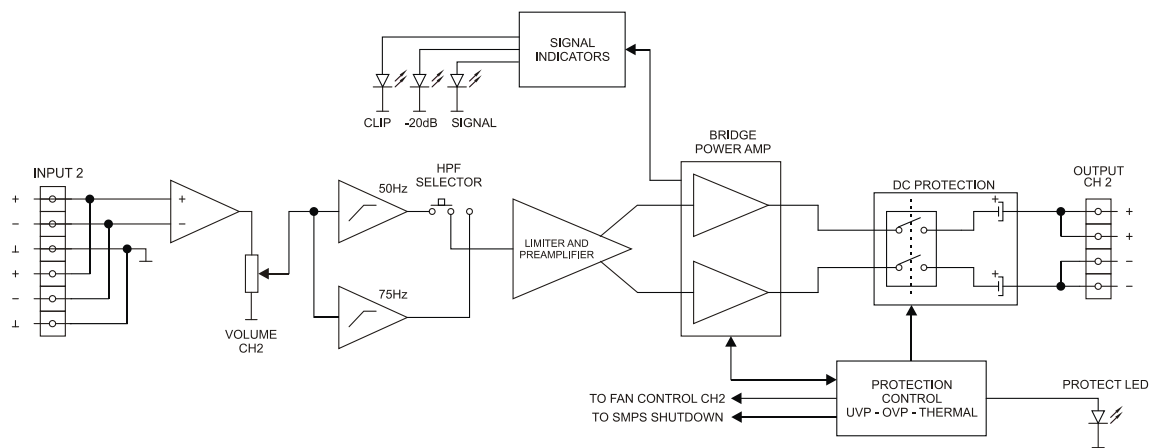 SIGNAL
INDICATORS
CLIP
-20dB
SIGNAL
INPUT 2
+
−
⊥
+
−
⊥
+
−
VOLUME
CH2
50Hz
75Hz
HPF
SELECTOR
LIMITER AND
PREAMPLIFIER
BRIDGE
POWER AMP
DC PROTECTION
+
+
OUTPUT
CH 2
+
+
−
−
PROTECTION
CONTROL
UVP - OVP - THERMAL
TO FAN CONTROL CH2
TO SMPS SHUTDOWN
PROTECT LED